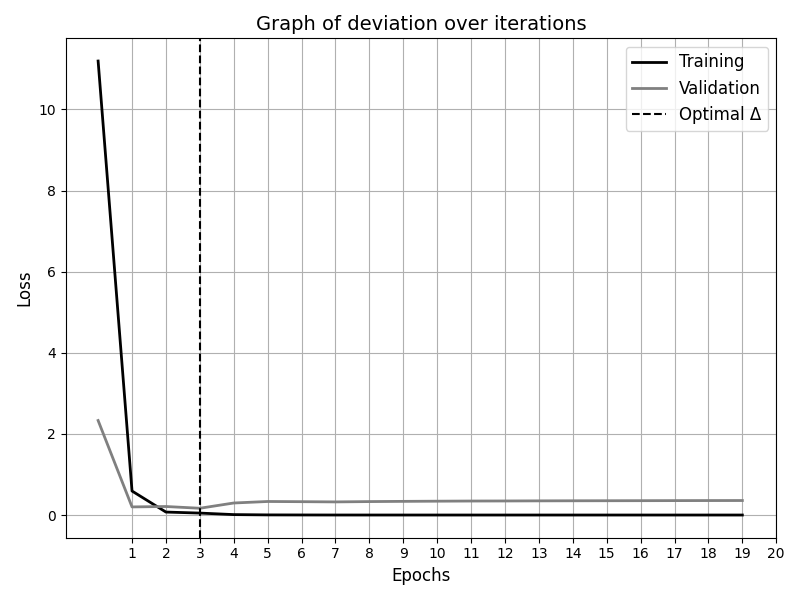 Graph of deviation over iterations
Training
Validation
Optimal Δ
Loss
10
8
6
4
2
0
1 2 3 4 5 6 7 8 9 10 11 12 13 14 15 16 17 18 19 20
Epochs